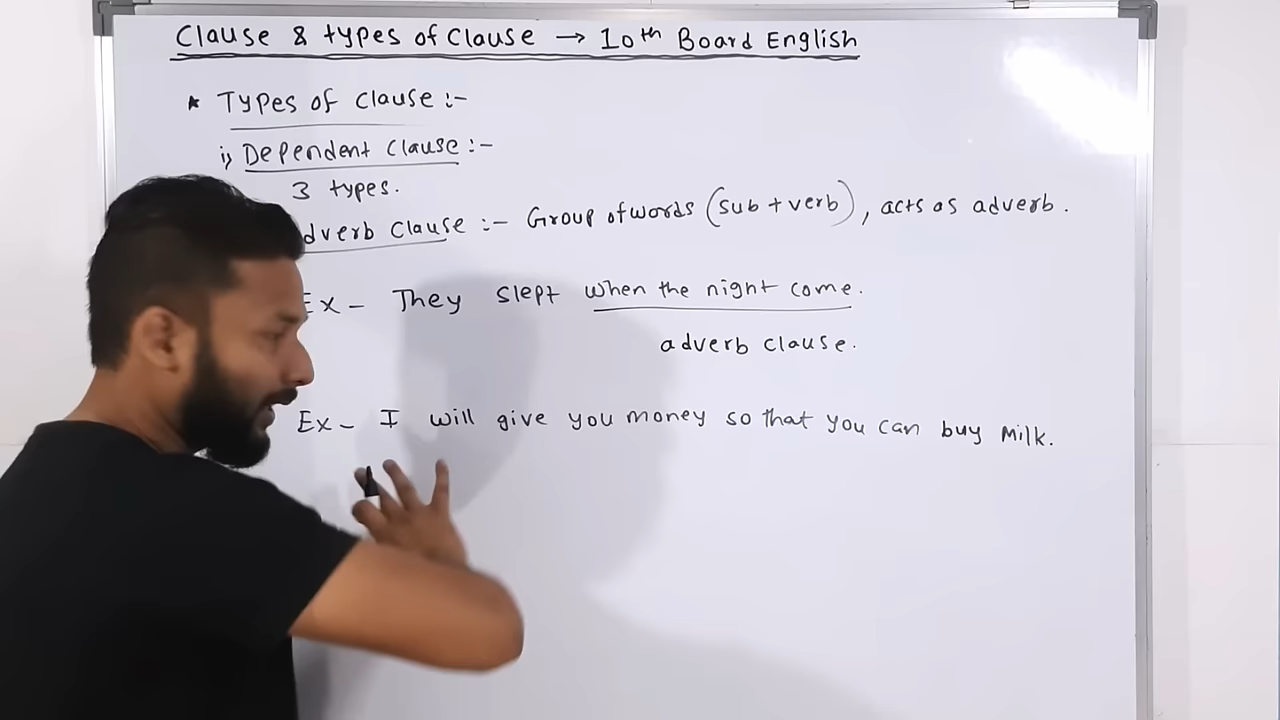 Clause & types of Clause → 10th Board English
* Types of clause :-
i) Dependent Clause :-
3 types.
dverb Clause :- Group of words (sub + verb), acts as adverb.
Ex - They slept when the night come.
adverb clause.
Ex - I will give you money so that you can buy Milk.